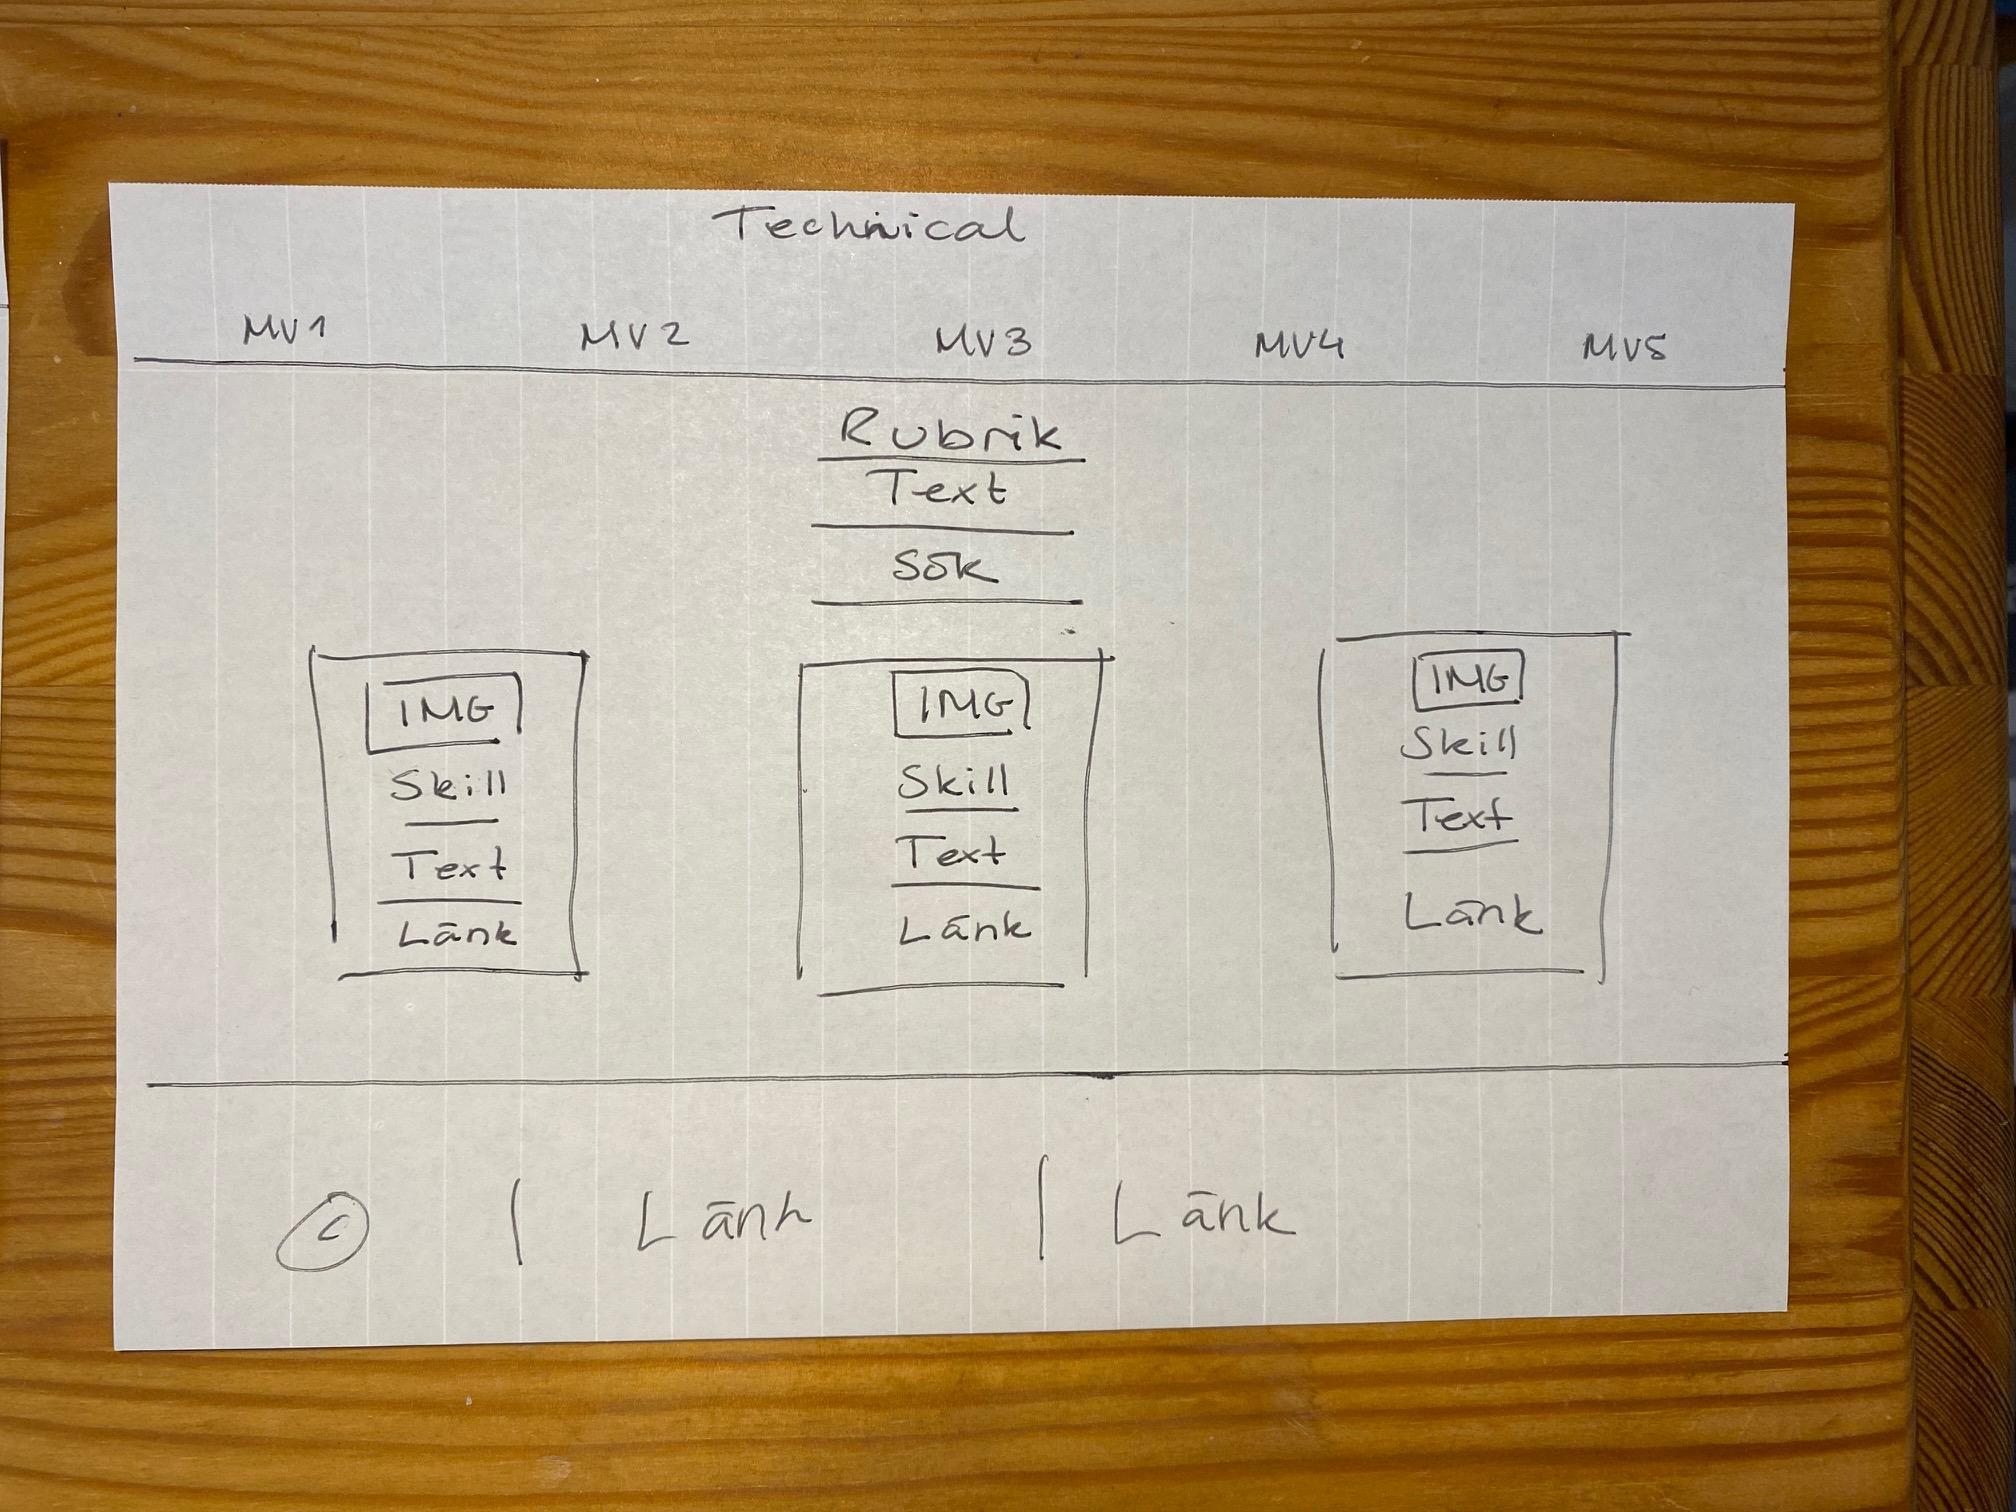 Technical
MV1 MV2 MV3 MV4 MV5
Rubrik
Text
SÖK
IMG IMG IMG
Skill Skill Skill
Text Text Text
Länk Länk Länk
© | Länk | Länk